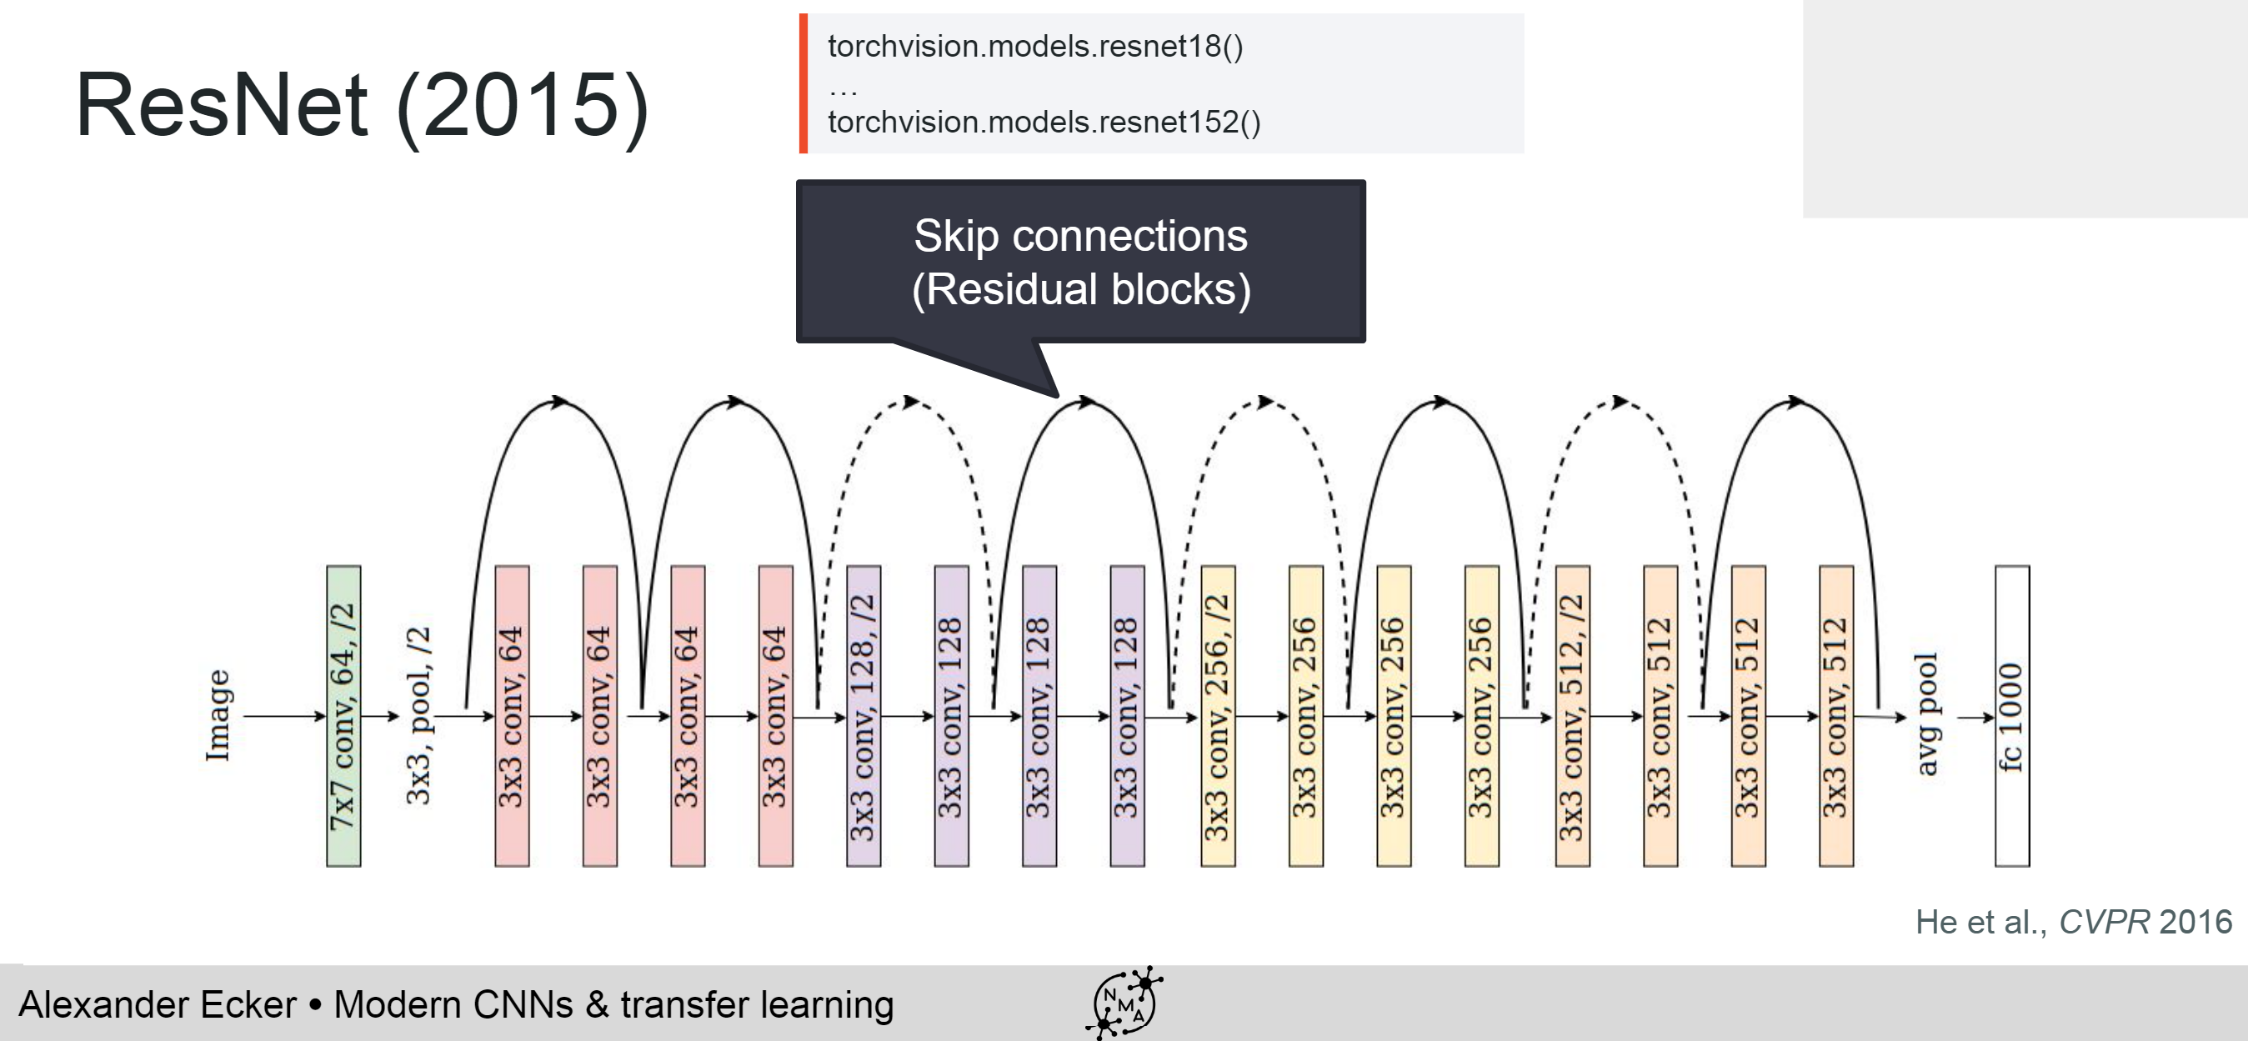 ResNet (2015)
torchvision.models.resnet18()
...
torchvision.models.resnet152()
Skip connections
(Residual blocks)
Image
7x7 conv, 64, /2
3x3, pool, /2
3x3 conv, 64
3x3 conv, 64
3x3 conv, 64
3x3 conv, 64
3x3 conv, 128, /2
3x3 conv, 128
3x3 conv, 128
3x3 conv, 128
3x3 conv, 256, /2
3x3 conv, 256
3x3 conv, 256
3x3 conv, 256
3x3 conv, 512, /2
3x3 conv, 512
3x3 conv, 512
3x3 conv, 512
avg pool
fc 1000
He et al., CVPR 2016
Alexander Ecker • Modern CNNs & transfer learning
NMA